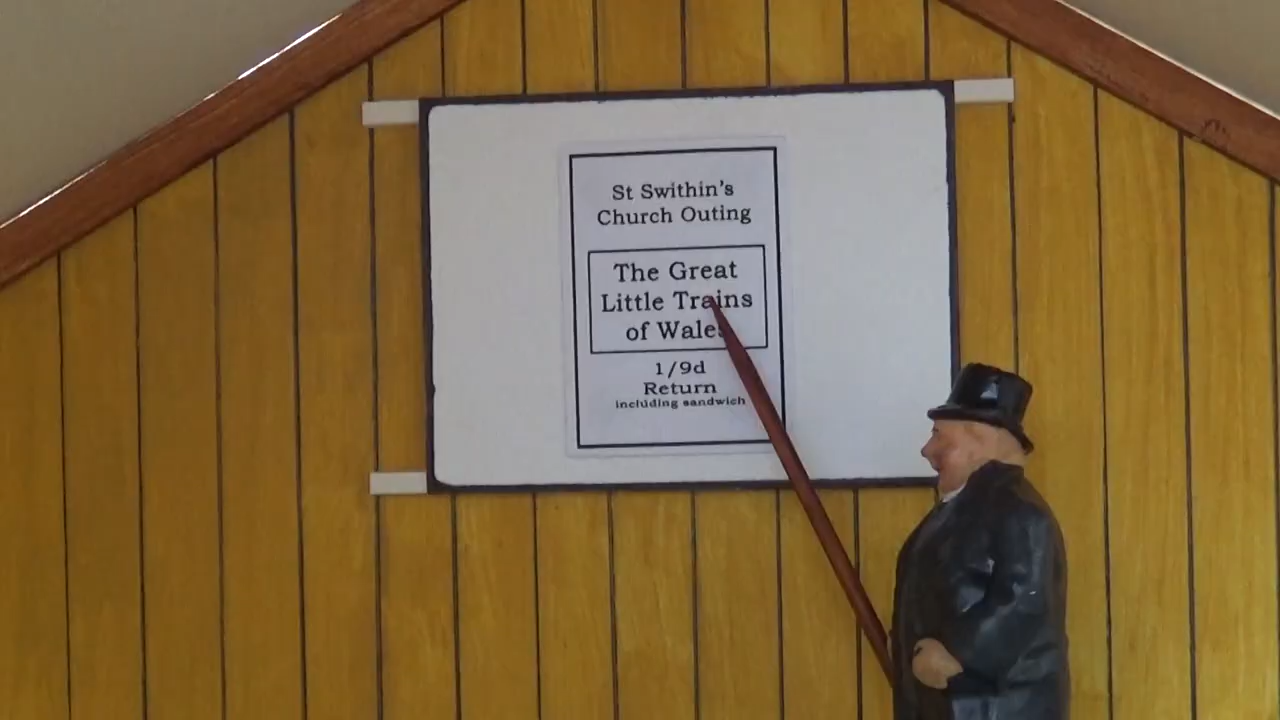 St Swithin's
Church Outing
The Great
Little Trains
of Wales
1/9d
Return
including sandwich